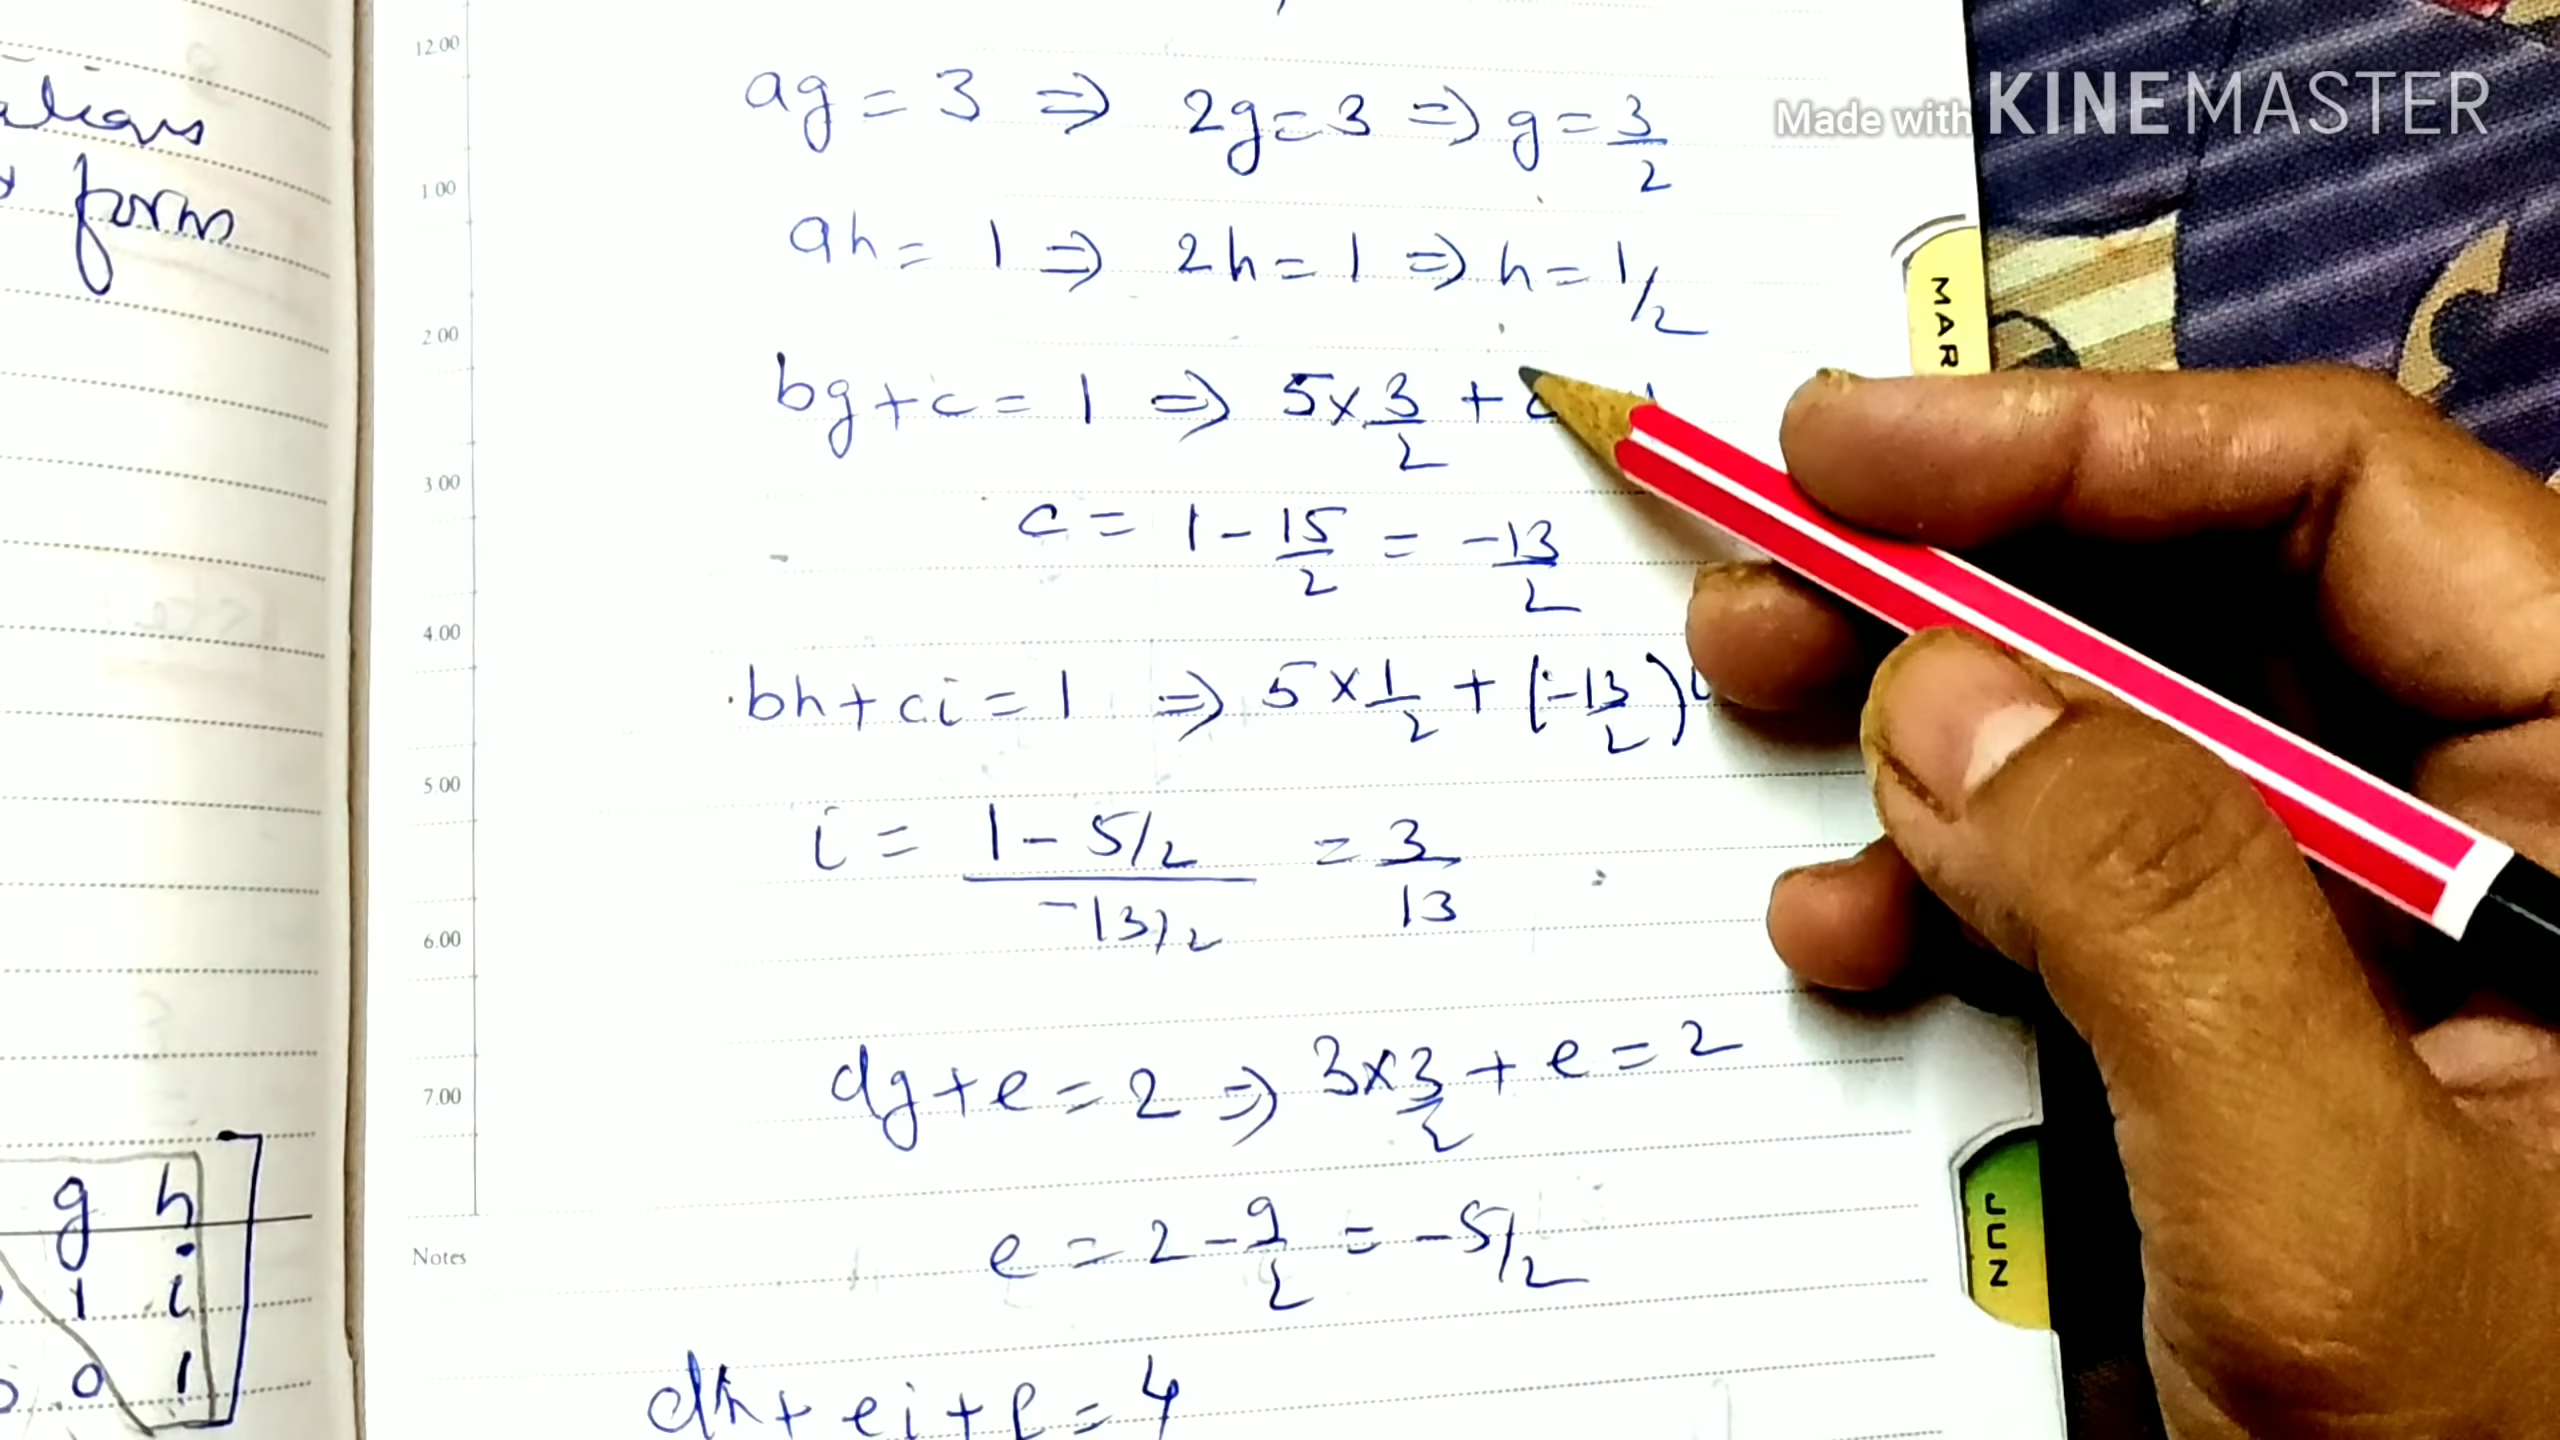 ations
form
g h
1 i
0 1
12.00
1.00
2.00
3.00
4.00
5.00
6.00
7.00
Notes
ag = 3 ⇒ 2g = 3 ⇒ g = 3/2
ah = 1 ⇒ 2h = 1 ⇒ h = 1/2
bg + c = 1 ⇒ 5 × 3/2 + c
c = 1 - 15/2 = -13/2
bh + ci = 1 ⇒ 5 × 1/2 + (-13/2) i
i = (1 - 5/2)/(-13/2) = 3/13
dg + e = 2 ⇒ 3 × 3/2 + e = 2
e = 2 - 9/2 = -5/2
dh + ei + f = 4
Made with KINEMASTER
MAR
JUN